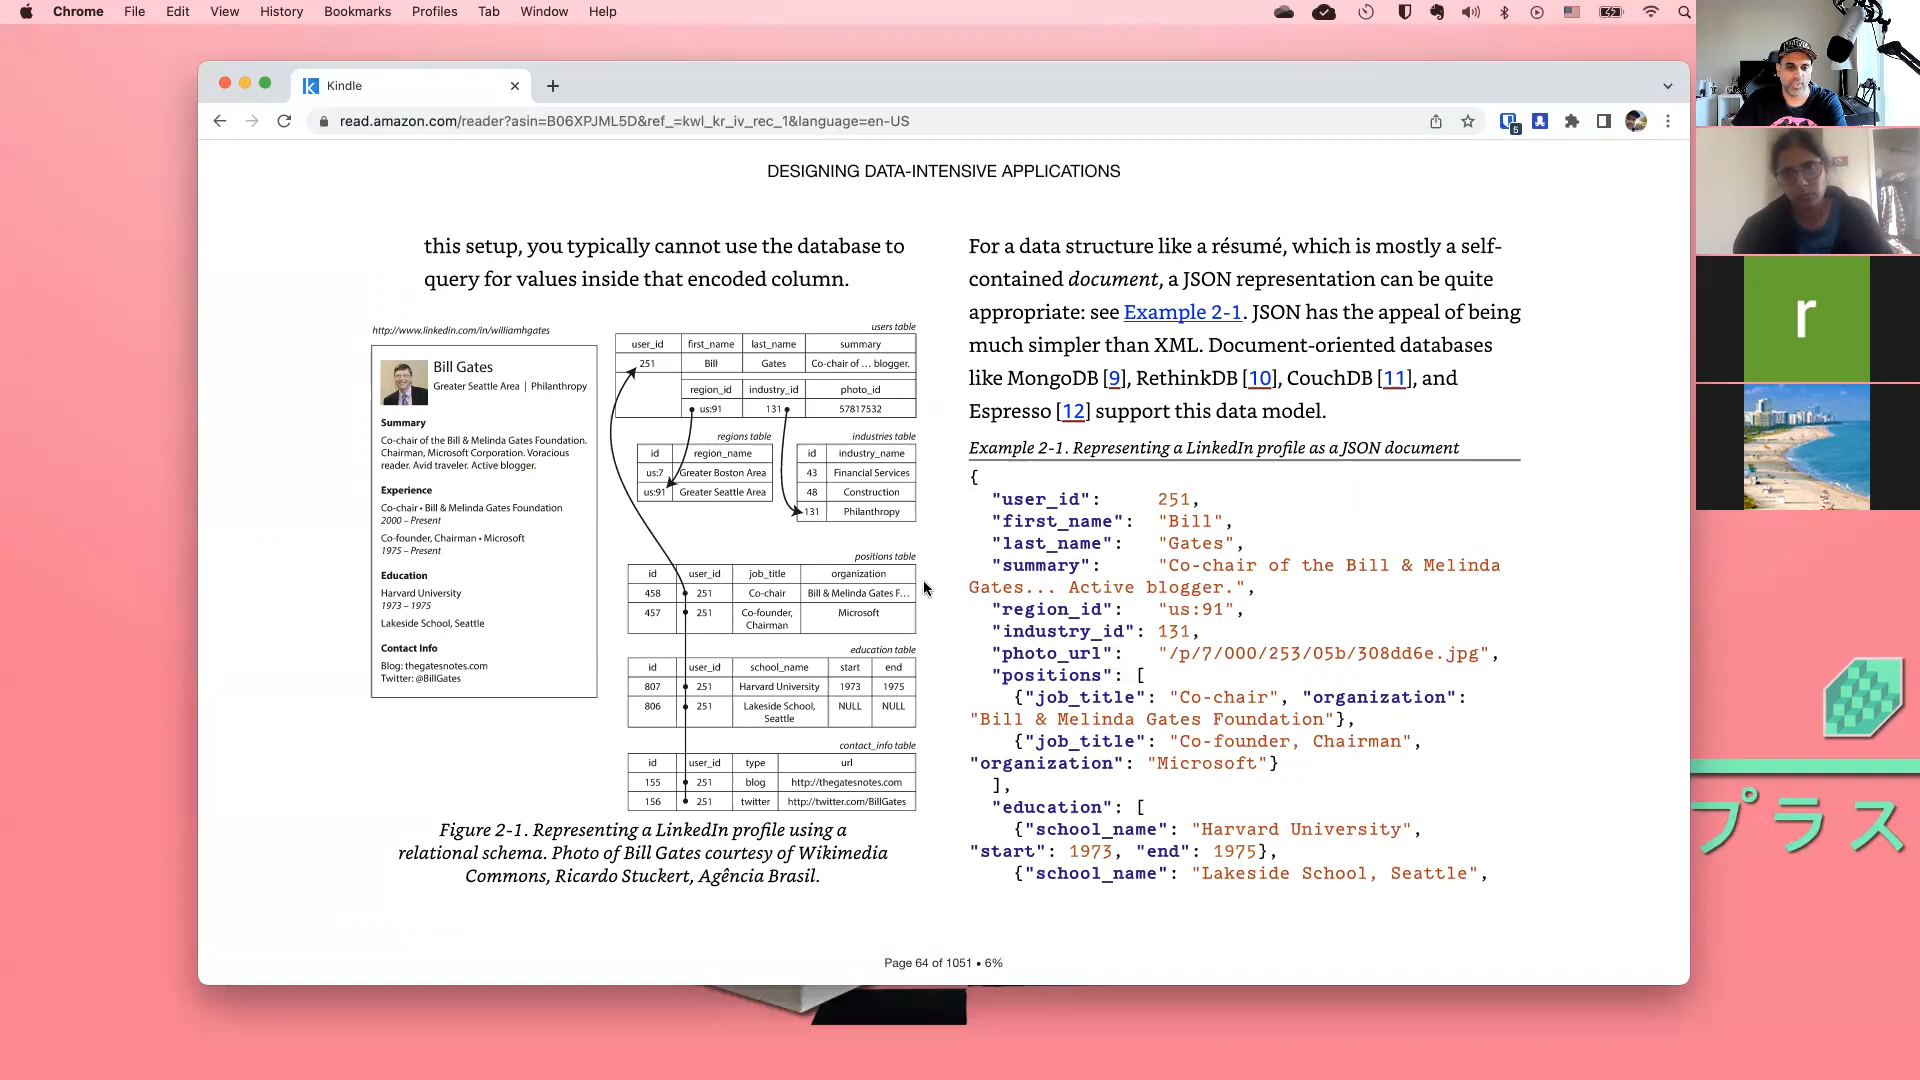 Chrome File Edit View History Bookmarks Profiles Tab Window Help
Kindle
read.amazon.com/reader?asin=B06XPJML5D&ref_=kwl_kr_iv_rec_1&language=en-US
5
DESIGNING DATA-INTENSIVE APPLICATIONS
this setup, you typically cannot use the database to
query for values inside that encoded column.
http://www.linkedin.com/in/williamhgates
Bill Gates
Greater Seattle Area | Philanthropy
Summary
Co-chair of the Bill & Melinda Gates Foundation.
Chairman, Microsoft Corporation. Voracious
reader. Avid traveler. Active blogger.
Experience
Co-chair • Bill & Melinda Gates Foundation
2000 – Present
Co-founder, Chairman • Microsoft
1975 – Present
Education
Harvard University
1973 – 1975
Lakeside School, Seattle
Contact Info
Blog: thegatesnotes.com
Twitter: @BillGates
users table
user_id first_name last_name summary
251 Bill Gates Co-chair of … blogger.
region_id industry_id photo_id
us:91 131 57817532
regions table
id region_name
us:7 Greater Boston Area
us:91 Greater Seattle Area
industries table
id industry_name
43 Financial Services
48 Construction
131 Philanthropy
positions table
id user_id job_title organization
458 251 Co-chair Bill & Melinda Gates F…
457 251 Co-founder, Microsoft
Chairman
education table
id user_id school_name start end
807 251 Harvard University 1973 1975
806 251 Lakeside School, NULL NULL
Seattle
contact_info table
id user_id type url
155 251 blog http://thegatesnotes.com
156 251 twitter http://twitter.com/BillGates
Figure 2-1. Representing a LinkedIn profile using a
relational schema. Photo of Bill Gates courtesy of Wikimedia
Commons, Ricardo Stuckert, Agência Brasil.
For a data structure like a résumé, which is mostly a self-
contained document, a JSON representation can be quite
appropriate: see Example 2-1. JSON has the appeal of being
much simpler than XML. Document-oriented databases
like MongoDB [9], RethinkDB [10], CouchDB [11], and
Espresso [12] support this data model.
Example 2-1. Representing a LinkedIn profile as a JSON document
{
"user_id": 251,
"first_name": "Bill",
"last_name": "Gates",
"summary": "Co-chair of the Bill & Melinda
Gates... Active blogger.",
"region_id": "us:91",
"industry_id": 131,
"photo_url": "/p/7/000/253/05b/308dd6e.jpg",
"positions": [
{"job_title": "Co-chair", "organization":
"Bill & Melinda Gates Foundation"},
{"job_title": "Co-founder, Chairman",
"organization": "Microsoft"}
],
"education": [
{"school_name": "Harvard University",
"start": 1973, "end": 1975},
{"school_name": "Lakeside School, Seattle",
Page 64 of 1051 • 6%
r
プラス